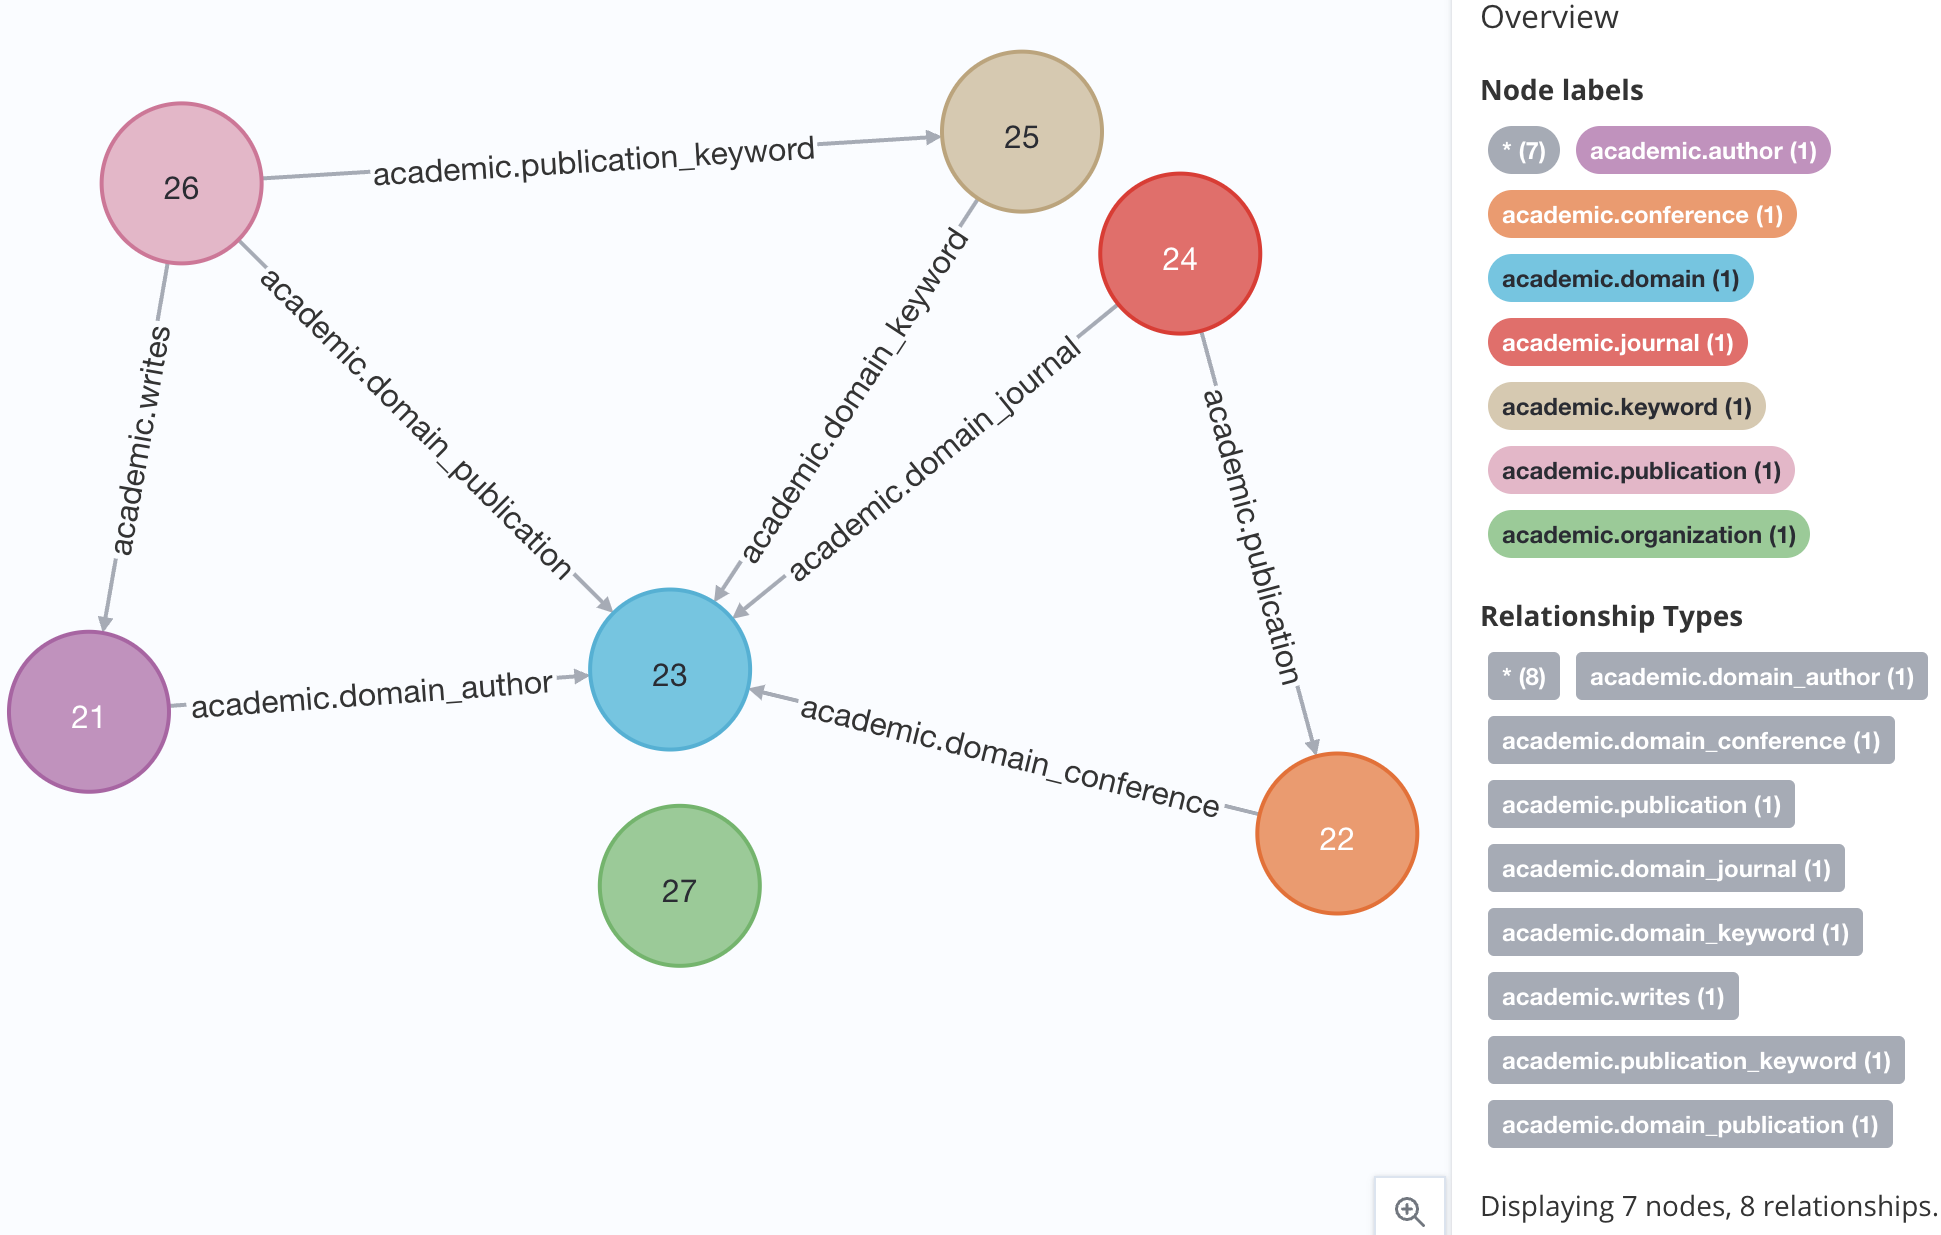 26
academic.publication_keyword
25
24
academic.writes
academic.domain_publication
academic.domain_keyword
academic.domain_journal
academic.publication
21
academic.domain_author
23
academic.domain_conference
22
27
Overview
Node labels
* (7) academic.author (1)
academic.conference (1)
academic.domain (1)
academic.journal (1)
academic.keyword (1)
academic.publication (1)
academic.organization (1)
Relationship Types
* (8) academic.domain_author (1)
academic.domain_conference (1)
academic.publication (1)
academic.domain_journal (1)
academic.domain_keyword (1)
academic.writes (1)
academic.publication_keyword (1)
academic.domain_publication (1)
Displaying 7 nodes, 8 relationships.